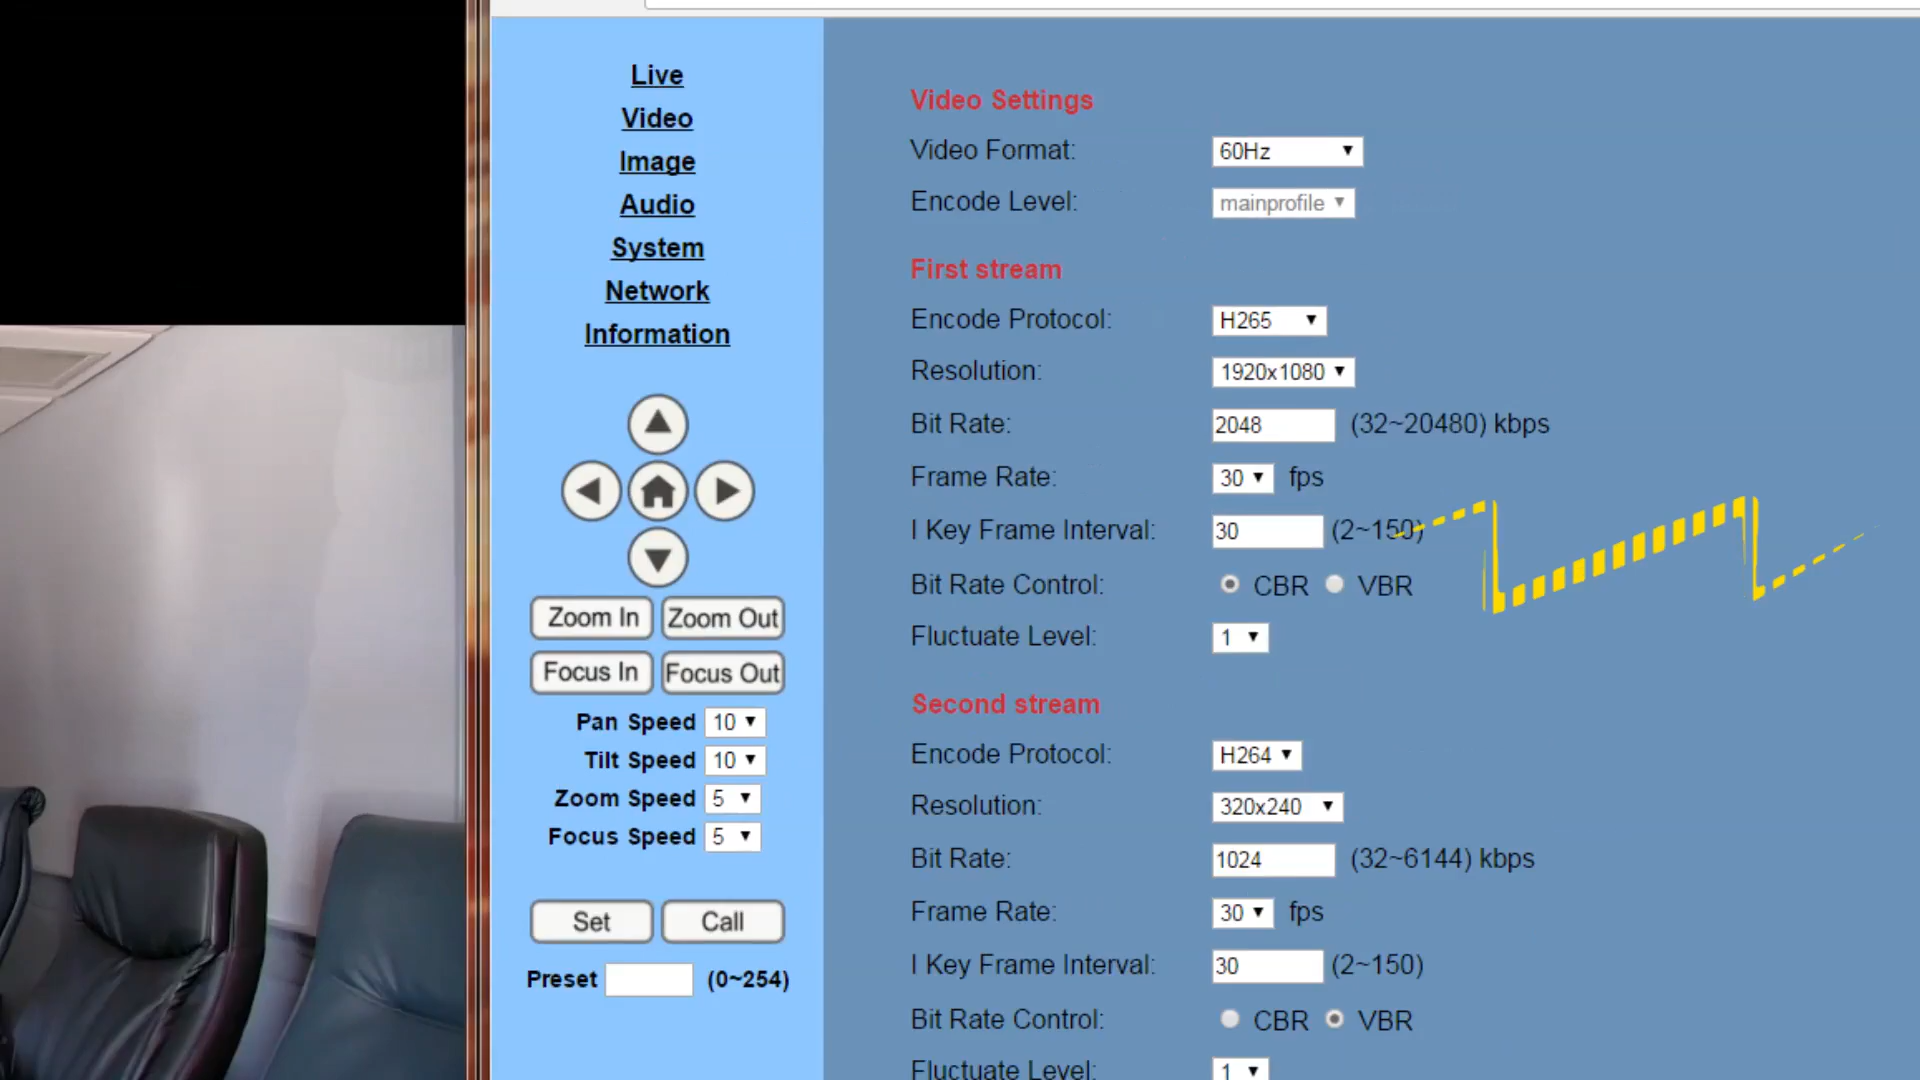 Live
Video
Image
Audio
System
Network
Information
Zoom In Zoom Out
Focus In Focus Out
Pan Speed 10
Tilt Speed 10
Zoom Speed 5
Focus Speed 5
Set Call
Preset (0~254)
Video Settings
Video Format: 60Hz
Encode Level: mainprofile
First stream
Encode Protocol: H265
Resolution: 1920x1080
Bit Rate: 2048 (32~20480) kbps
Frame Rate: 30 fps
I Key Frame Interval: 30 (2~150)
Bit Rate Control: CBR VBR
Fluctuate Level: 1
Second stream
Encode Protocol: H264
Resolution: 320x240
Bit Rate: 1024 (32~6144) kbps
Frame Rate: 30 fps
I Key Frame Interval: 30 (2~150)
Bit Rate Control: CBR VBR
Fluctuate Level: 1